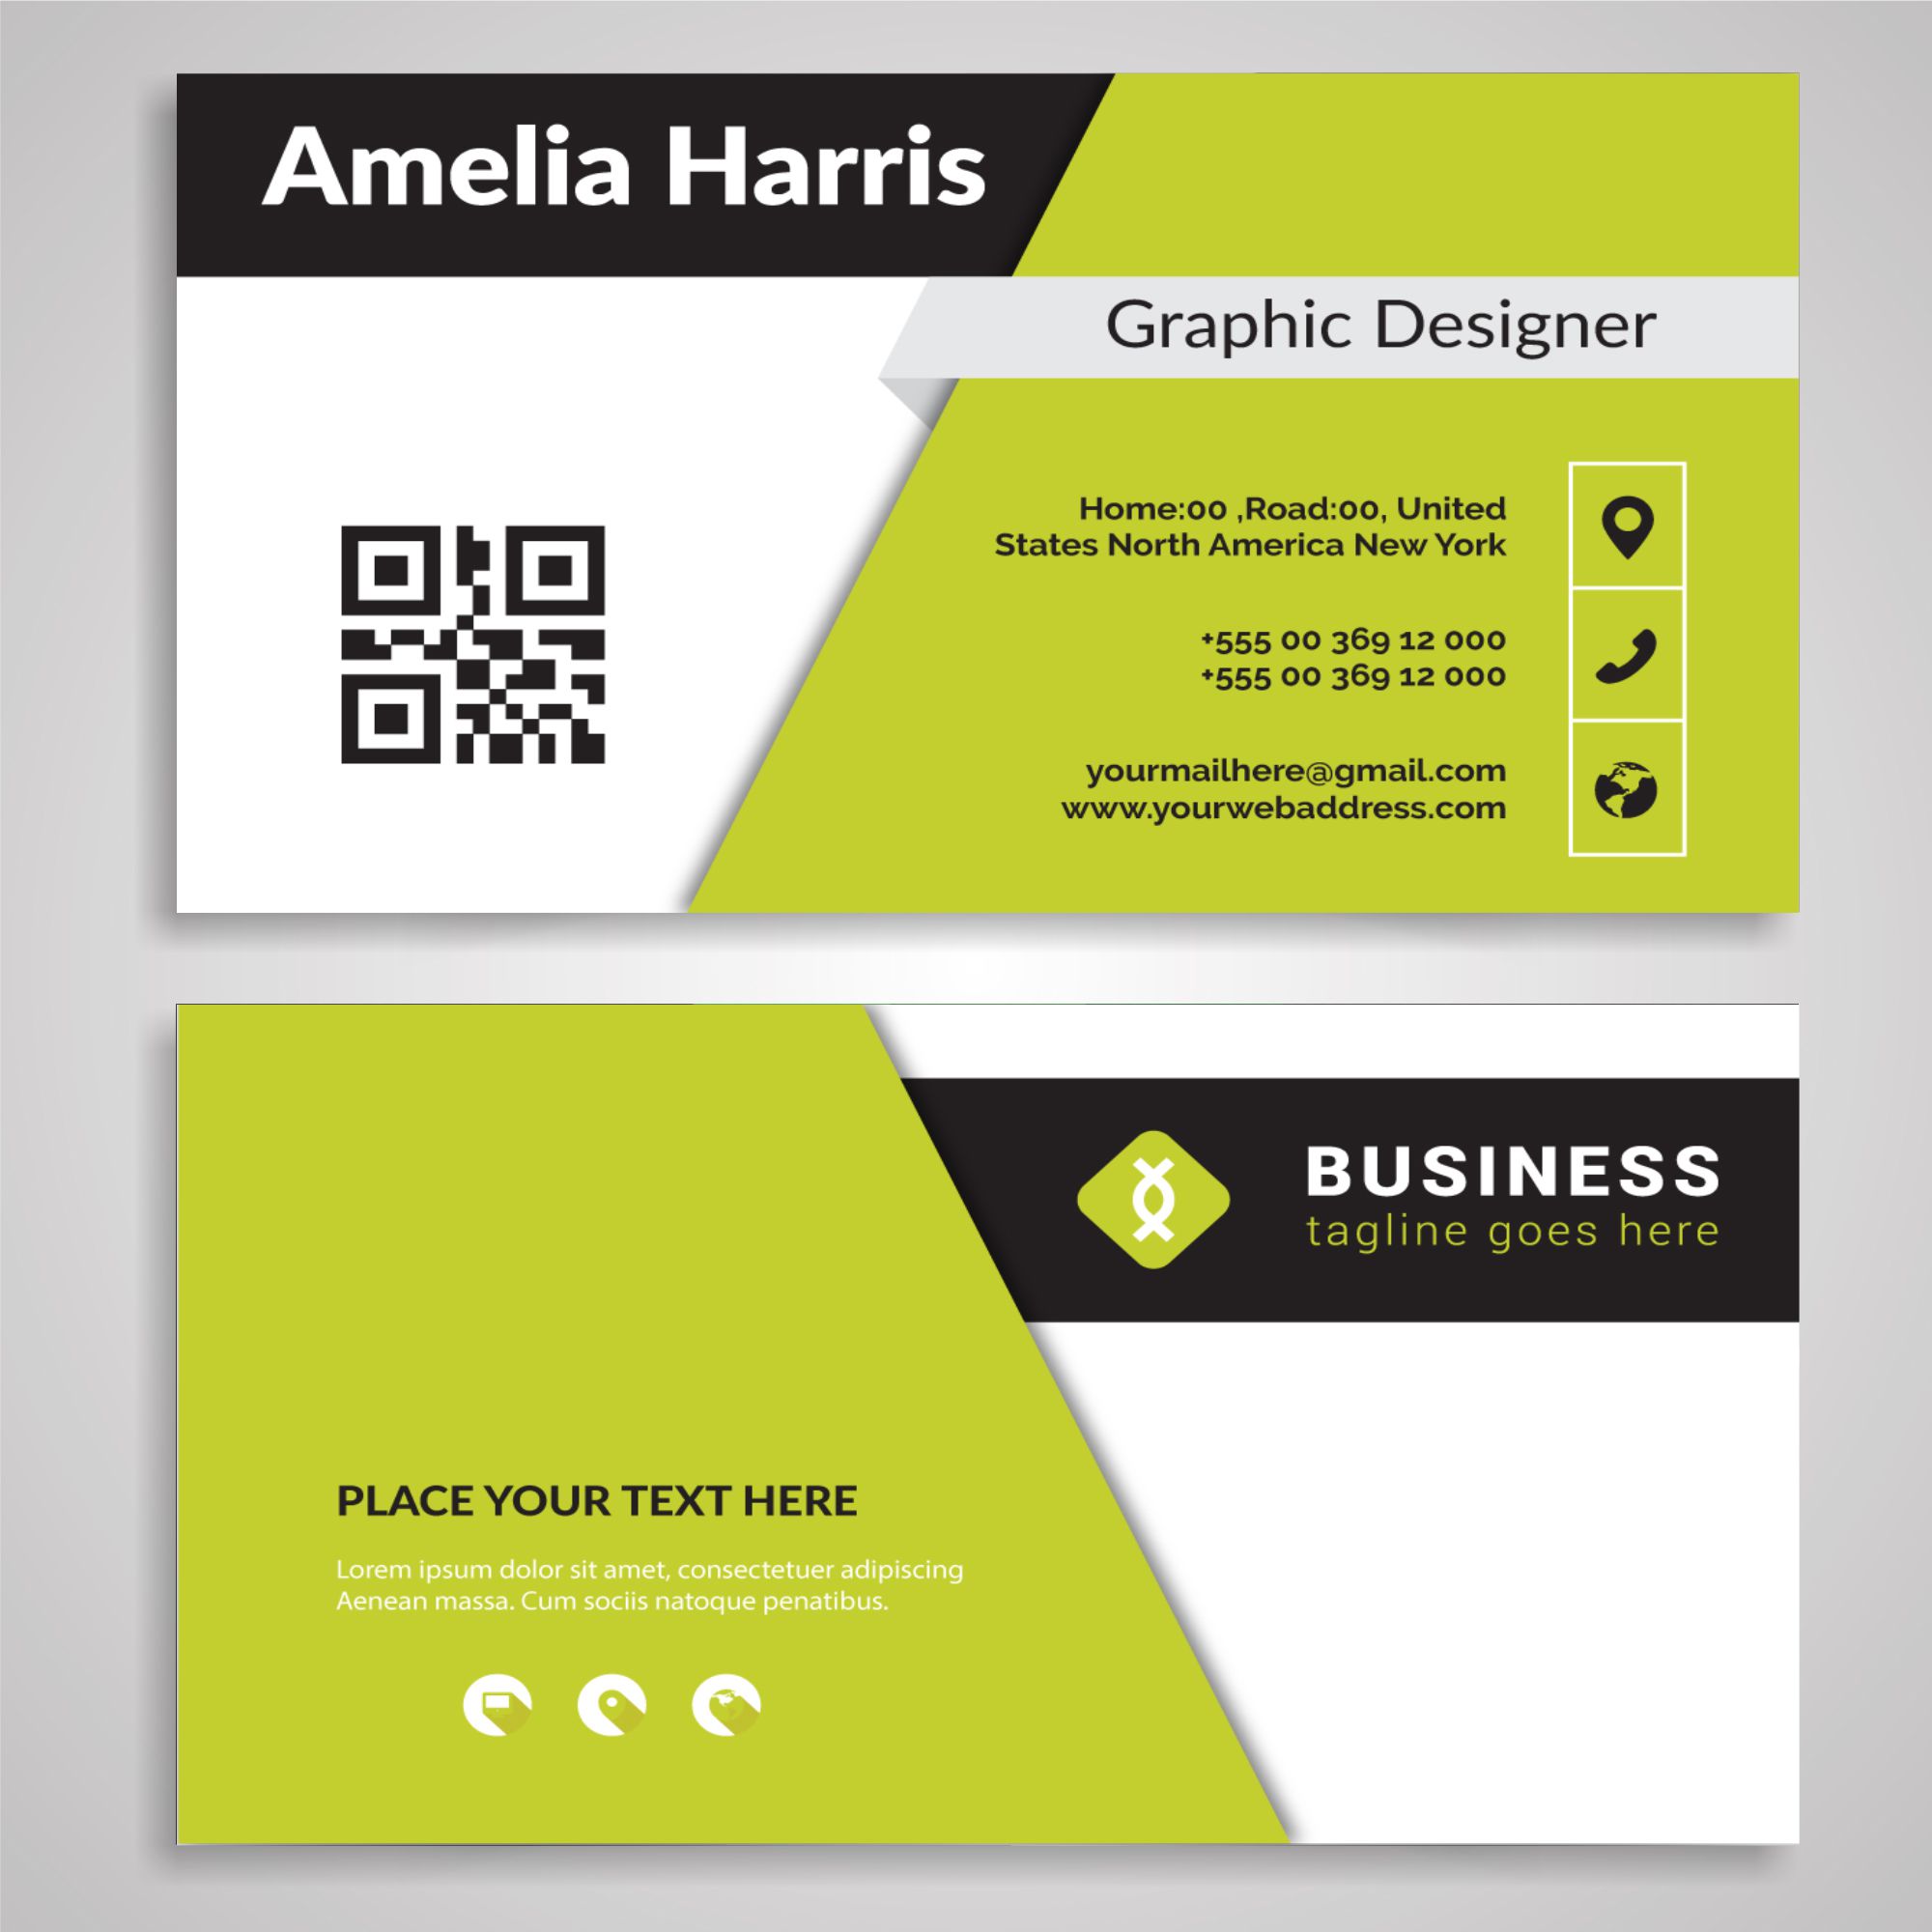 Amelia Harris
Graphic Designer
Home:00 ,Road:00, United
States North America New York
+555 00 369 12 000
+555 00 369 12 000
yourmailhere@gmail.com
www.yourwebaddress.com
BUSINESS
tagline goes here
PLACE YOUR TEXT HERE
Lorem ipsum dolor sit amet, consectetuer adipiscing
Aenean massa. Cum sociis natoque penatibus.